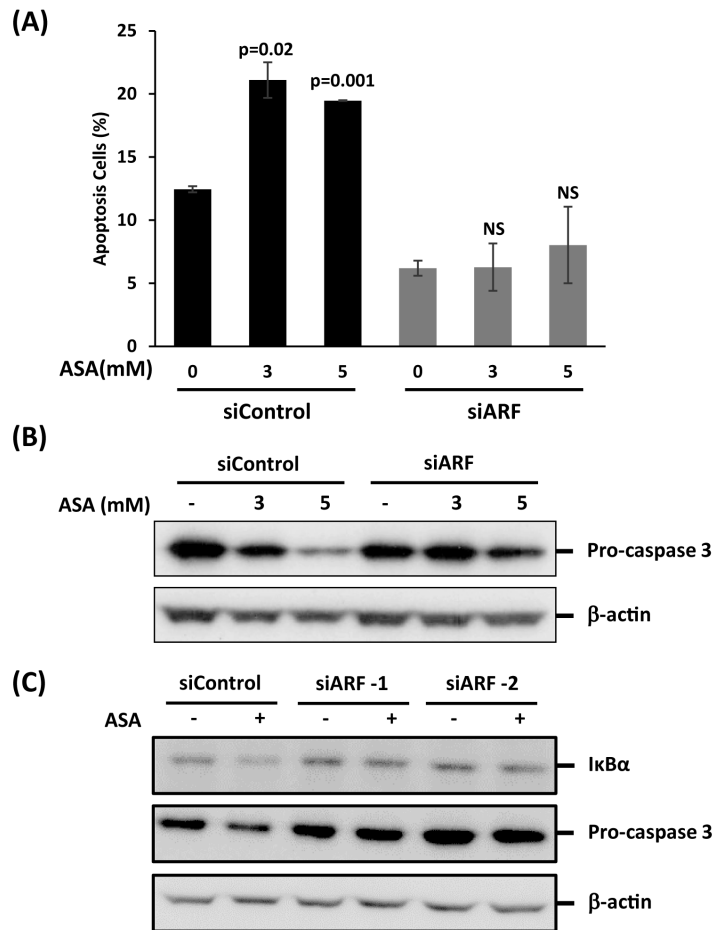 (A)
25
20
15
10
5
0
Apoptosis Cells (%)
p=0.02
p=0.001
NS
NS
ASA(mM) 0 3 5 0 3 5
siControl siARF
(B)
siControl siARF
ASA (mM) - 3 5 - 3 5
Pro-caspase 3
β-actin
(C)
siControl siARF -1 siARF -2
ASA - + - + - +
IκBα
Pro-caspase 3
β-actin